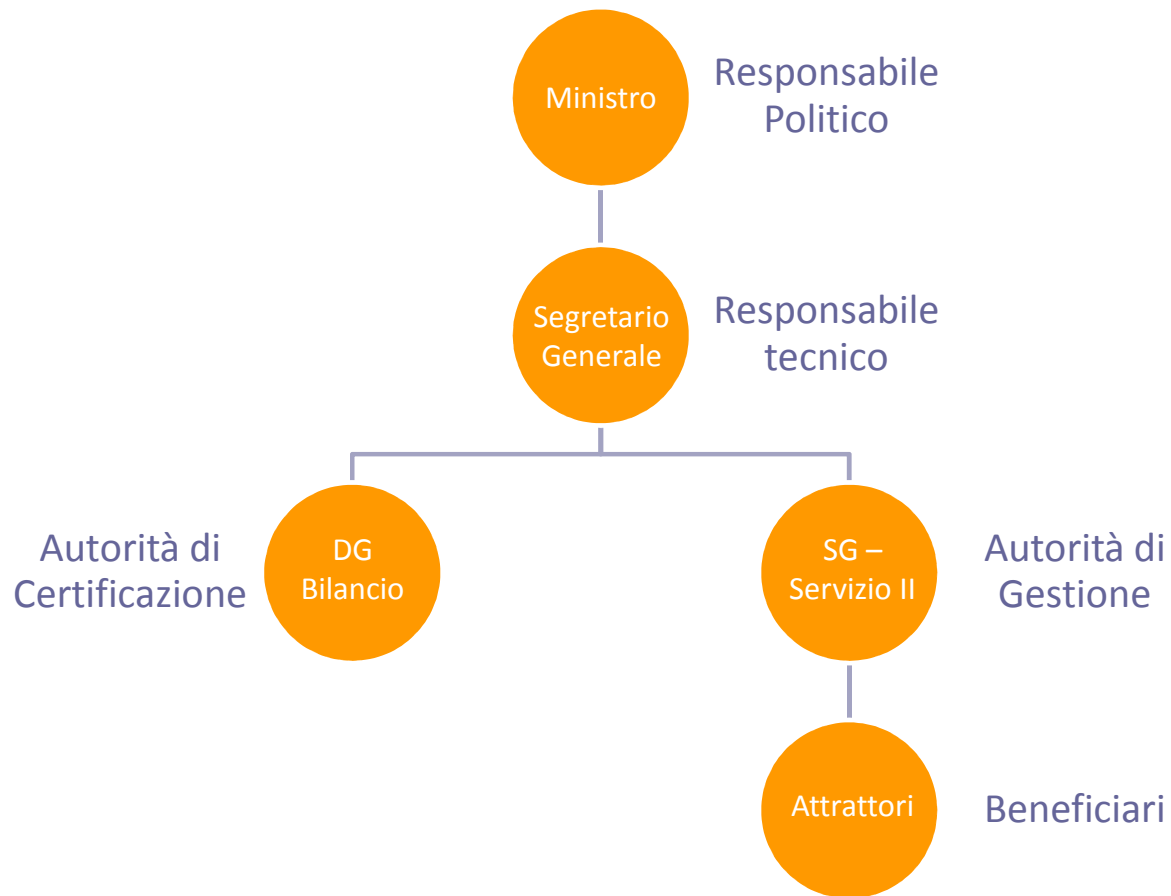 Ministro
Responsabile
Politico
Segretario
Generale
Responsabile
tecnico
Autorità di
Certificazione
DG
Bilancio
SG –
Servizio II
Autorità di
Gestione
Attrattori
Beneficiari